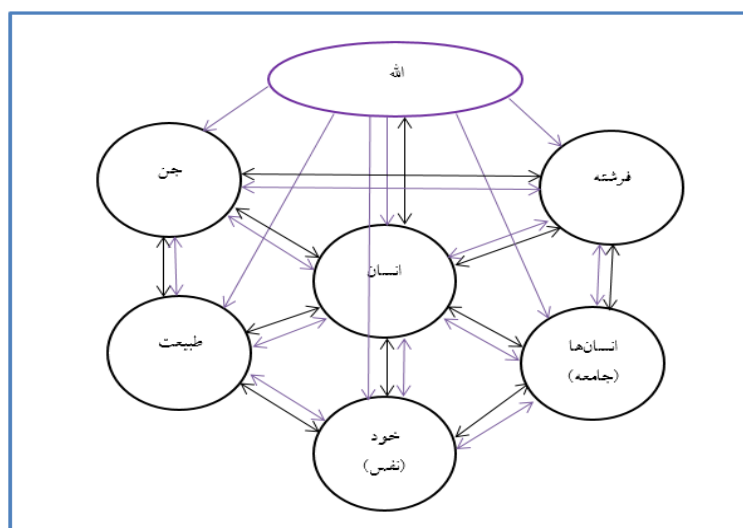 الله
جن
فرشته
انسان
طبیعت
انسان‌ها
(جامعه)
خود
(نفس)